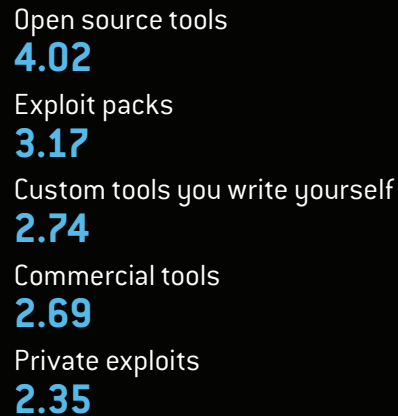 Open source tools
4.02
Exploit packs
3.17
Custom tools you write yourself
2.74
Commercial tools
2.69
Private exploits
2.35